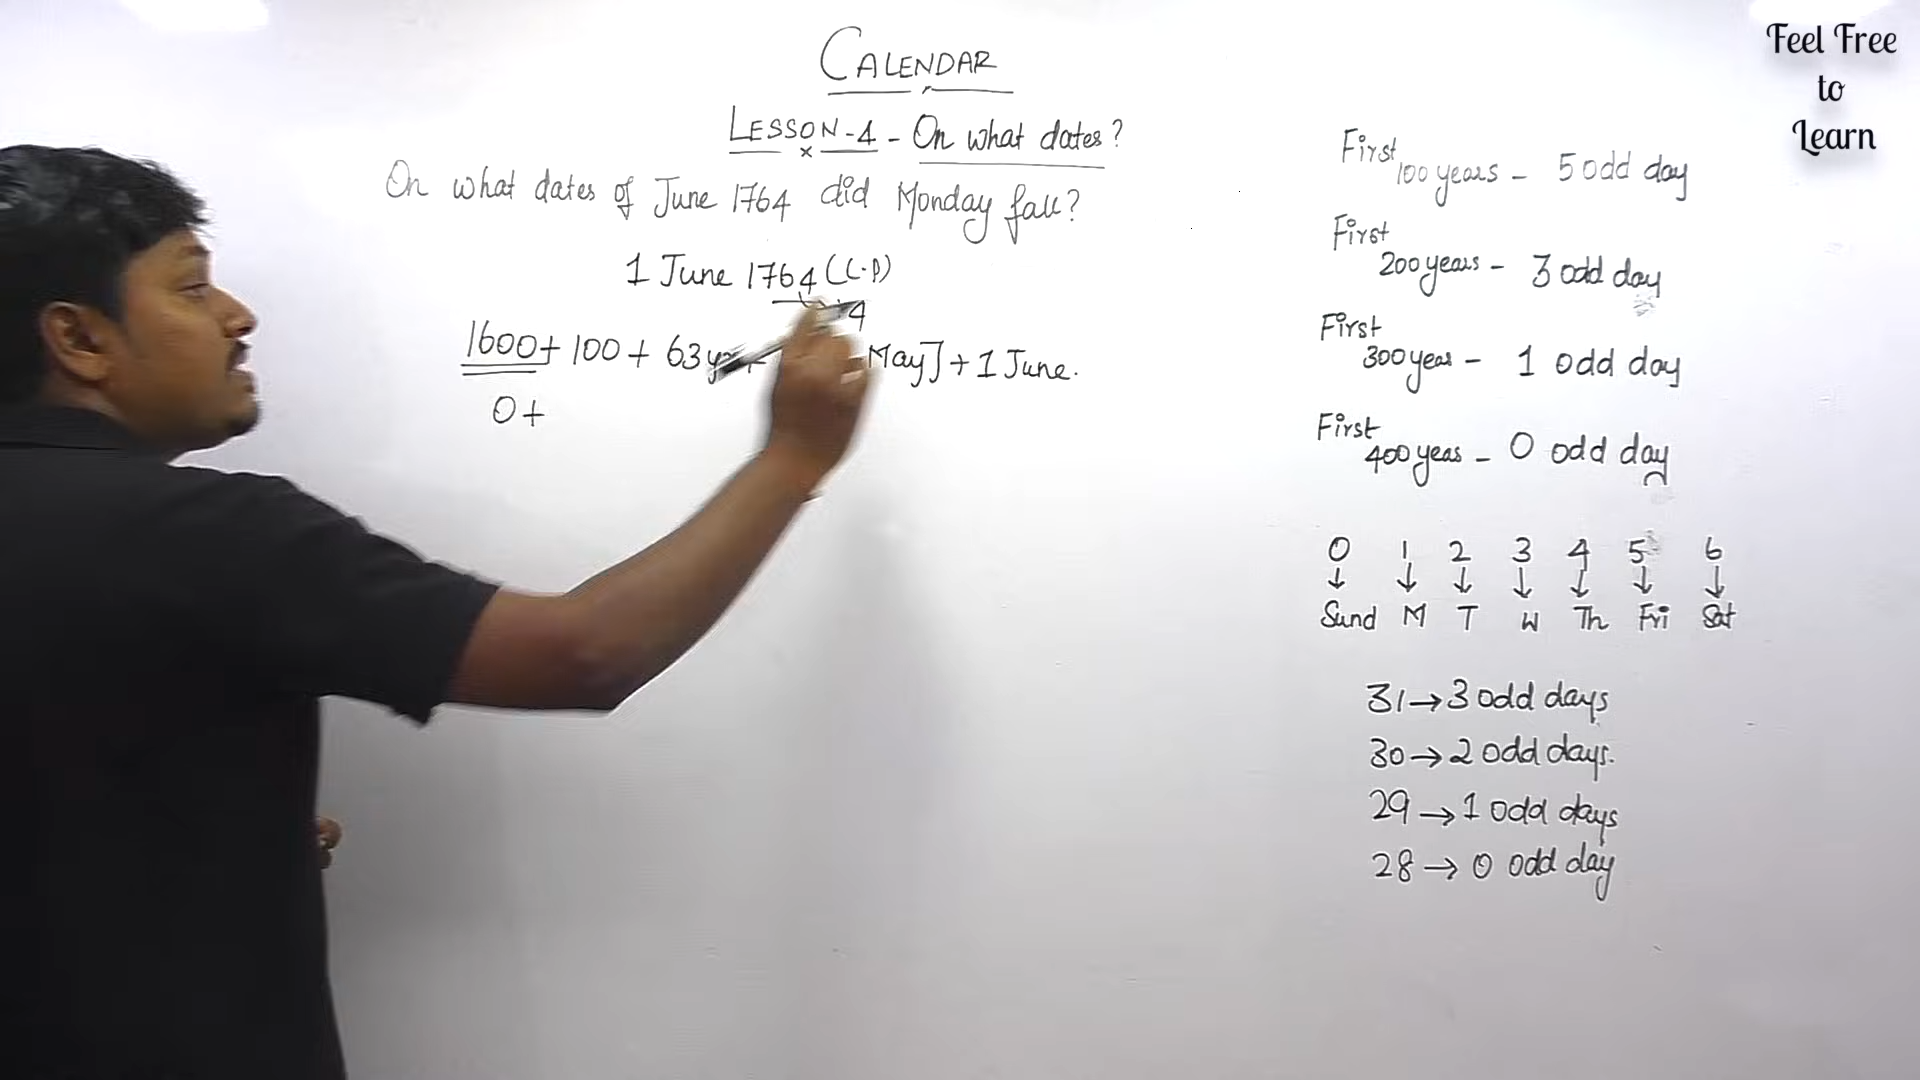 CALENDAR
LESSON-4 - On what dates?
On what dates of June 1764 did Monday fall?
1 June 1764 (L.P)
4
1600 + 100 + 63 May] + 1 June.
0 +
Feel Free
to
Learn
First 100 years - 5 odd day
First 200 years - 3 odd day
First 300 year - 1 odd day
First 400 yeas - 0 odd day
0 1 2 3 4 5 6
↓ ↓ ↓ ↓ ↓ ↓ ↓
Sund M T W Th Fri Sat
31 → 3 odd days
30 → 2 odd days.
29 → 1 odd days
28 → 0 odd day